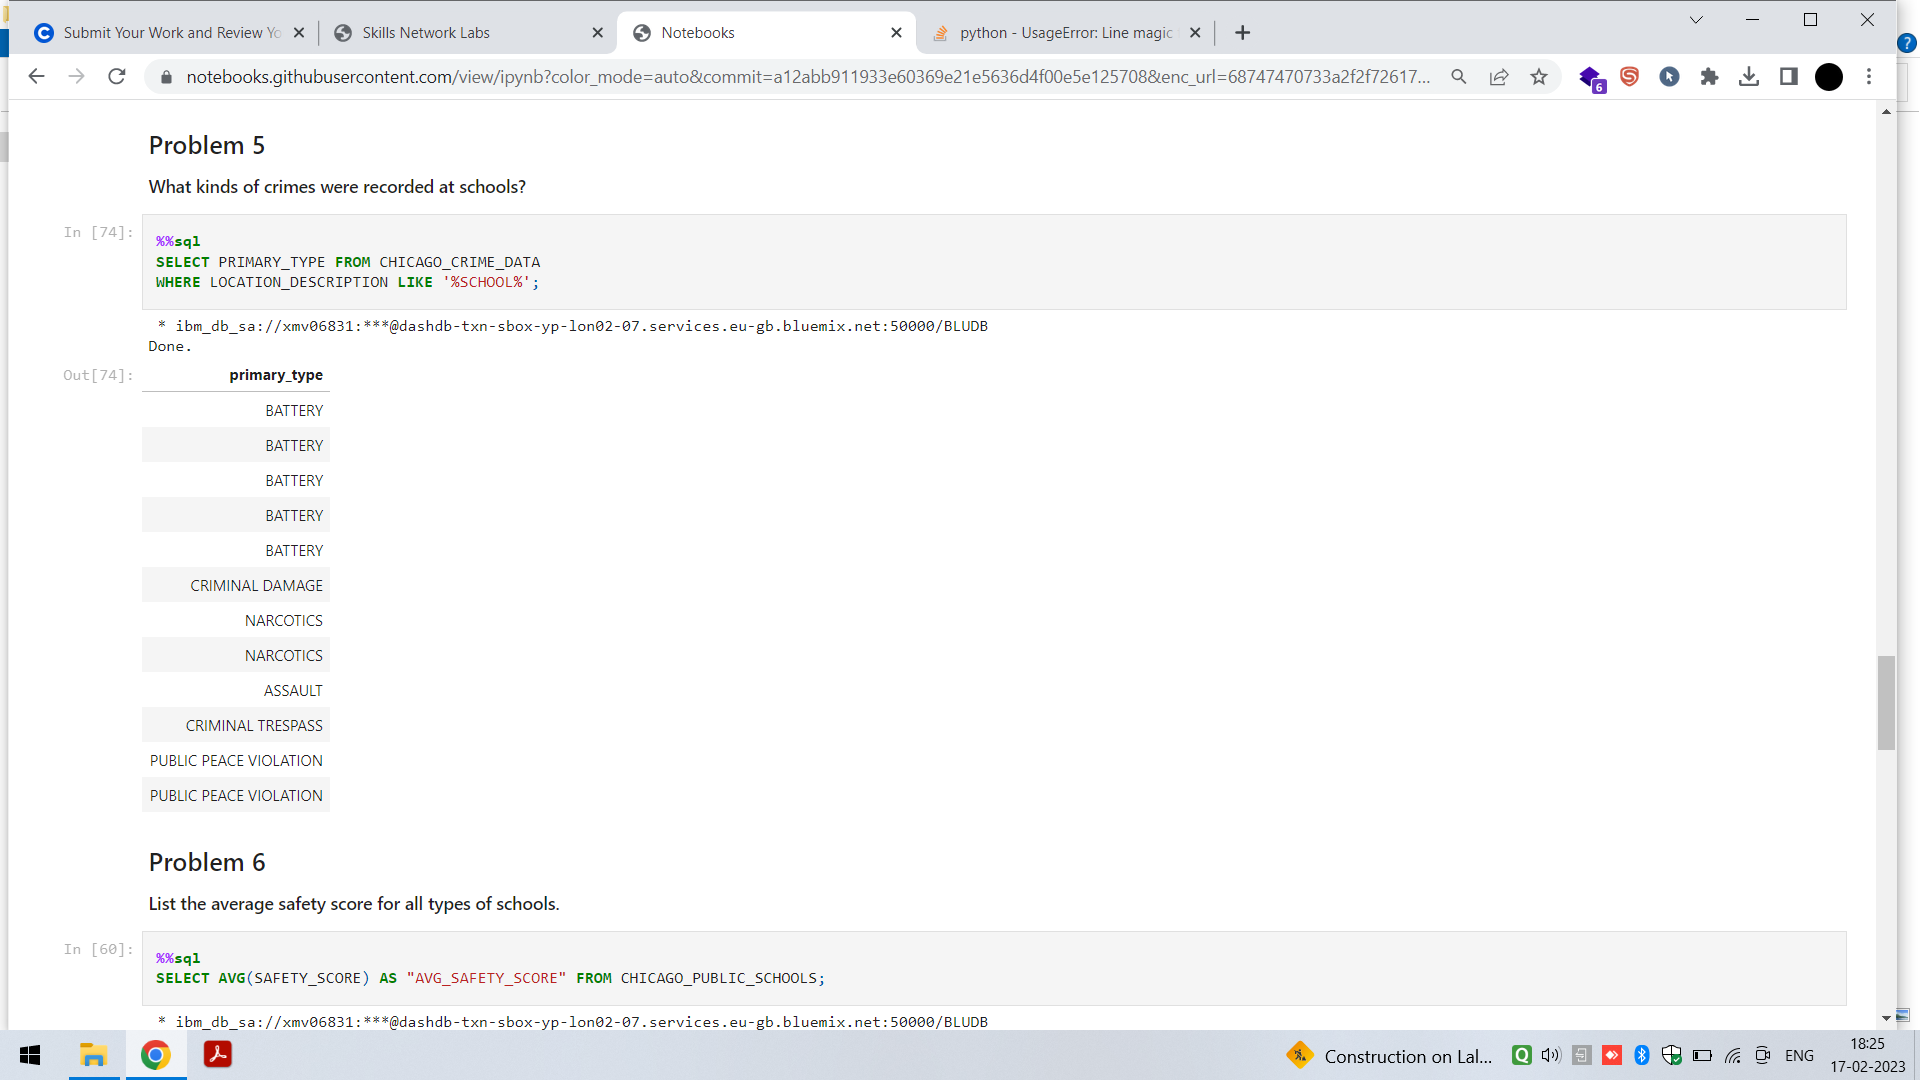 Submit Your Work and Review Yo
Skills Network Labs
Notebooks
python - UsageError: Line magic
notebooks.githubusercontent.com/view/ipynb?color_mode=auto&commit=a12abb911933e60369e21e5636d4f00e5e125708&enc_url=68747470733a2f2f72617...
6
?
Problem 5
What kinds of crimes were recorded at schools?
In [74]:
%%sql
SELECT PRIMARY_TYPE FROM CHICAGO_CRIME_DATA
WHERE LOCATION_DESCRIPTION LIKE '%SCHOOL%';
* ibm_db_sa://xmv06831:***@dashdb-txn-sbox-yp-lon02-07.services.eu-gb.bluemix.net:50000/BLUDB
Done.
Out[74]:
primary_type
BATTERY
BATTERY
BATTERY
BATTERY
BATTERY
CRIMINAL DAMAGE
NARCOTICS
NARCOTICS
ASSAULT
CRIMINAL TRESPASS
PUBLIC PEACE VIOLATION
PUBLIC PEACE VIOLATION
Problem 6
List the average safety score for all types of schools.
In [60]:
%%sql
SELECT AVG(SAFETY_SCORE) AS "AVG_SAFETY_SCORE" FROM CHICAGO_PUBLIC_SCHOOLS;
* ibm_db_sa://xmv06831:***@dashdb-txn-sbox-yp-lon02-07.services.eu-gb.bluemix.net:50000/BLUDB
Construction on Lal...
Q
ENG
18:25
17-02-2023